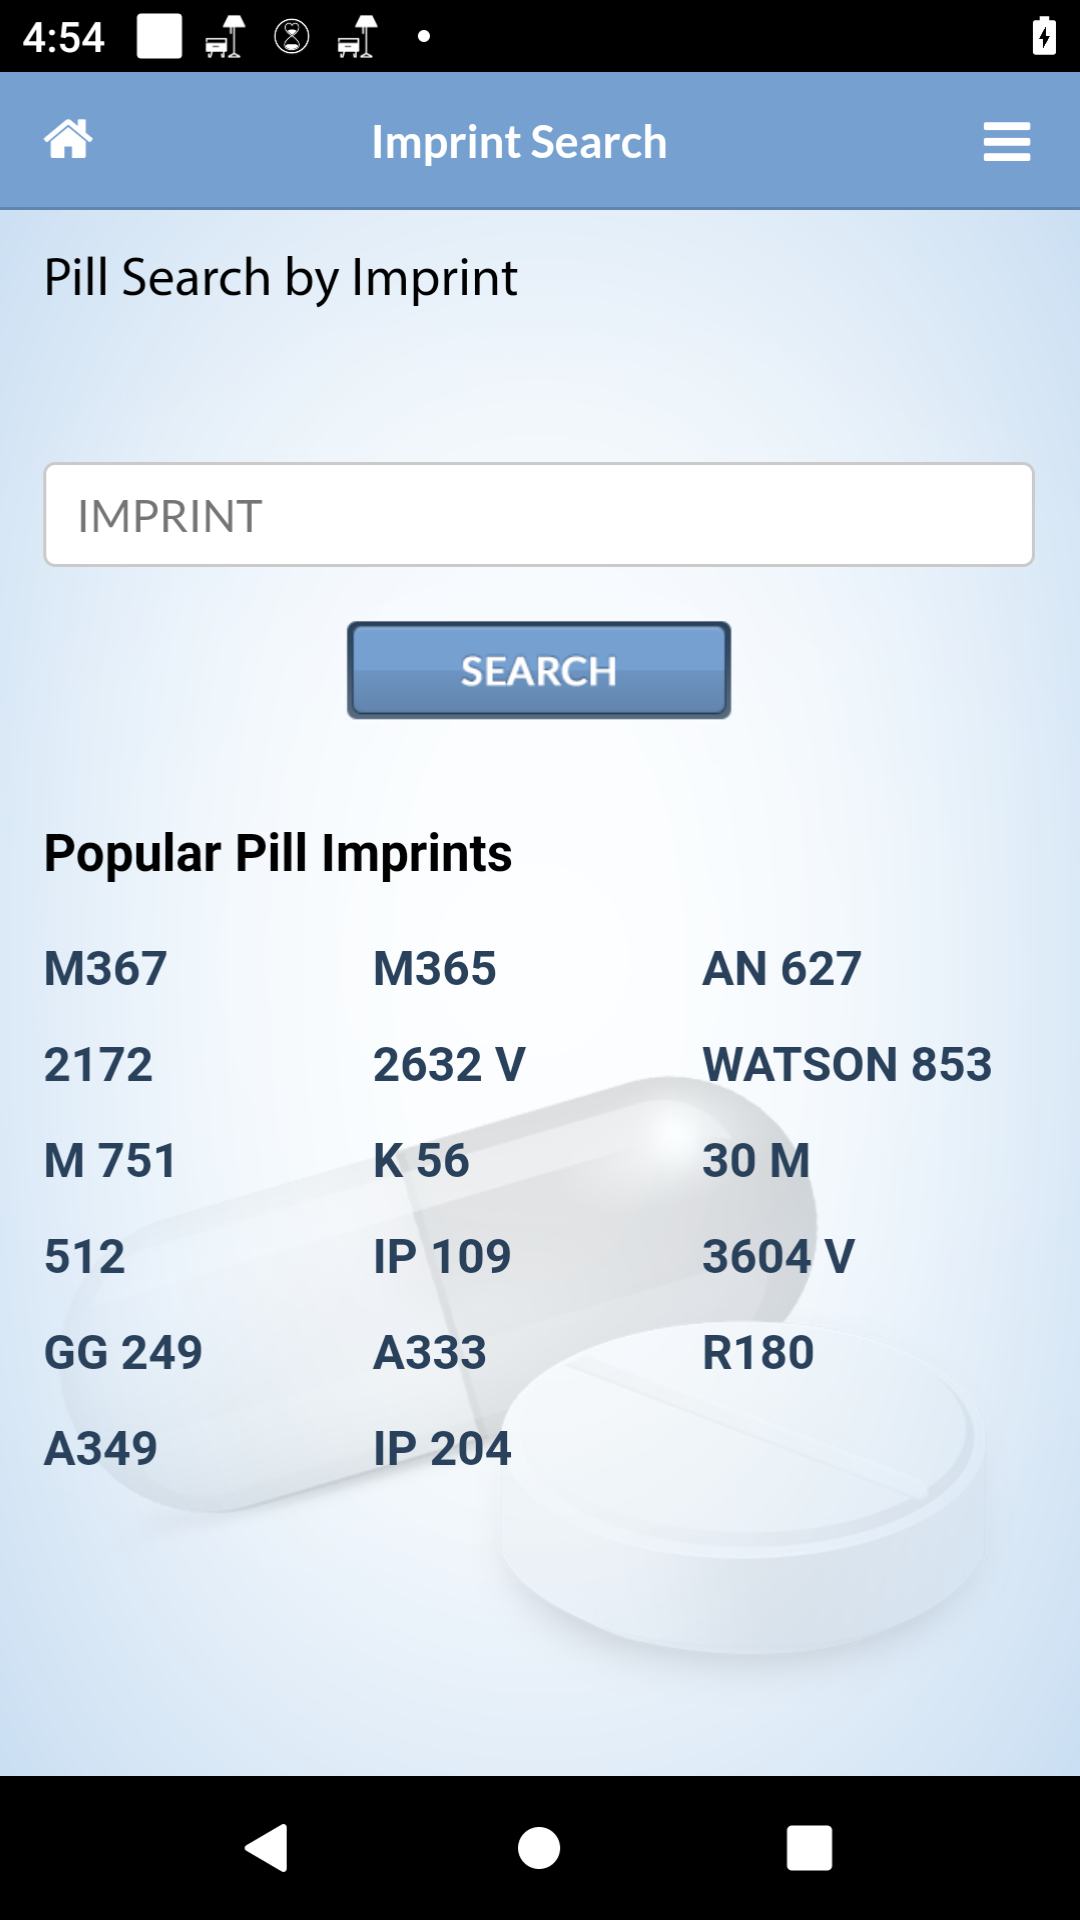 4:54
Imprint Search
Pill Search by Imprint
IMPRINT
SEARCH
Popular Pill Imprints
M367 M365 AN 627
2172 2632 V WATSON 853
M 751 K 56 30 M
512 IP 109 3604 V
GG 249 A333 R180
A349 IP 204